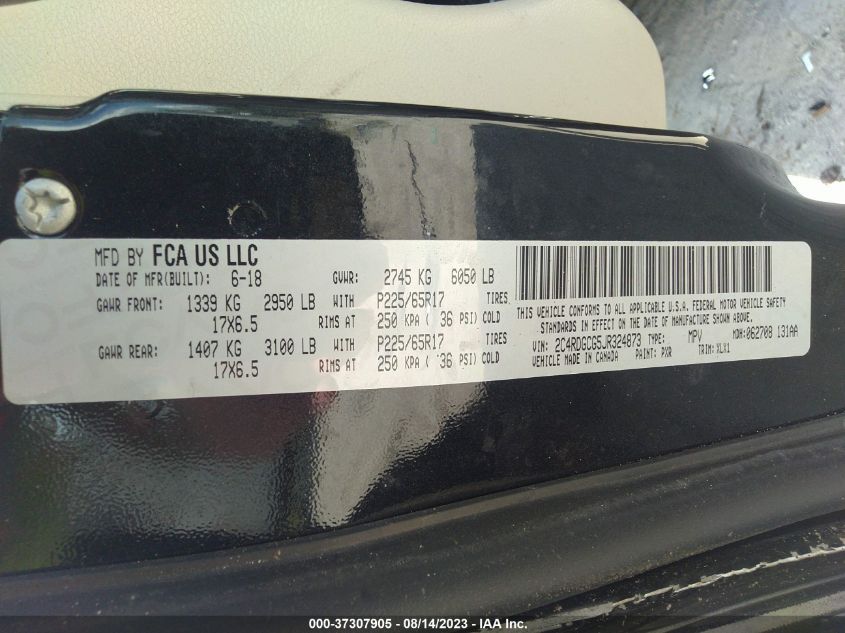 MFD BY FCA US LLC
DATE OF MFR(BUILT): 6-18 GVWR: 2745 KG 6050 LB
GAWR FRONT: 1339 KG 2950 LB WITH P225/65R17 TIRES
17X6.5 RIMS AT 250 KPA ( 36 PSI) COLD
GAWR REAR: 1407 KG 3100 LB WITH P225/65R17 TIRES
17X6.5 RIMS AT 250 KPA ( 36 PSI) COLD
THIS VEHICLE CONFORMS TO ALL APPLICABLE U.S.A. FEDERAL MOTOR VEHICLE SAFETY
STANDARDS IN EFFECT ON THE DATE OF MANUFACTURE SHOWN ABOVE.
VIN: 2C4RDGCG5JR324873 TYPE: MPV MDH: 062708 131AA
VEHICLE MADE IN CANADA PAINT: PXR TRIM: XLX1
000-37307905 - 08/14/2023 - IAA Inc.